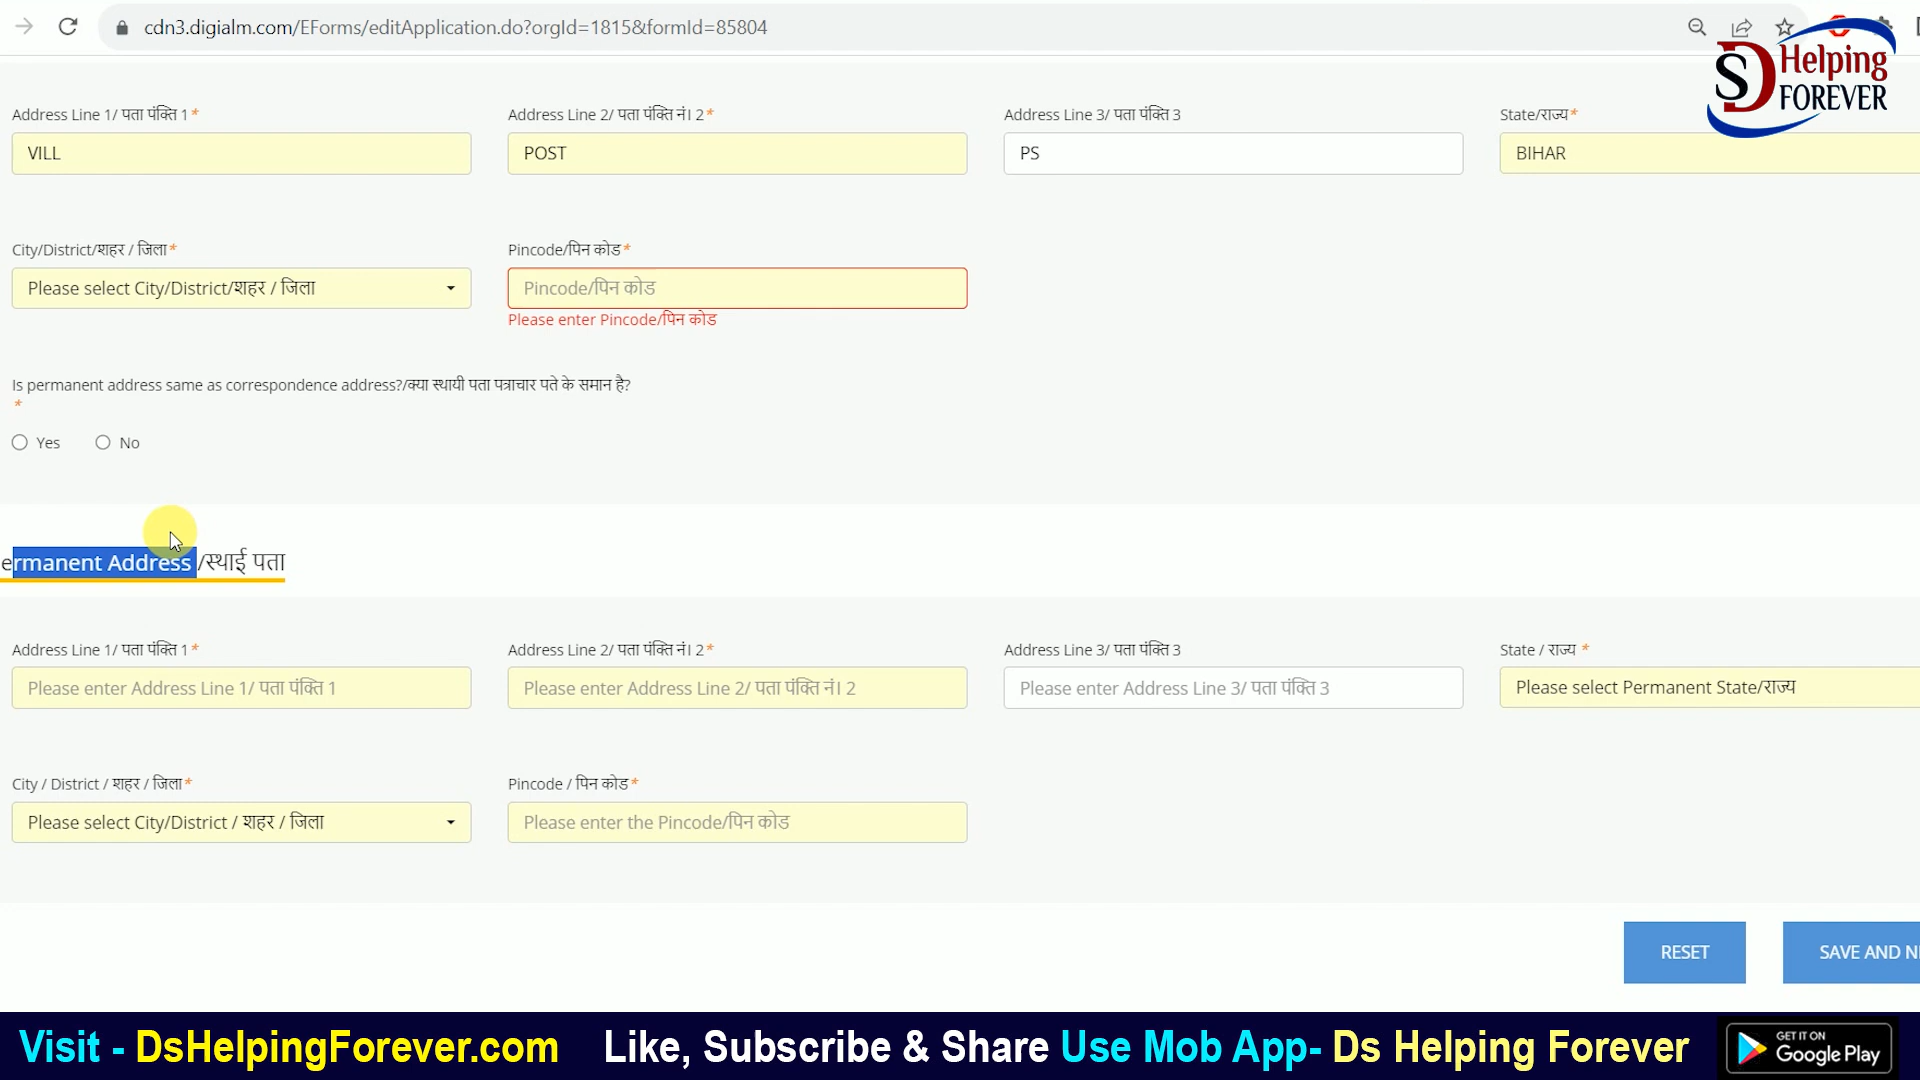 cdn3.digialm.com/EForms/editApplication.do?orgId=1815&formId=85804
SD Helping
FOREVER
Address Line 1/ पता पंक्ति 1* Address Line 2/ पता पंक्ति नं। 2* Address Line 3/ पता पंक्ति 3 State/राज्य*
VILL POST PS BIHAR
City/District/शहर / जिला* Pincode/पिन कोड*
Please select City/District/शहर / जिला Pincode/पिन कोड
Please enter Pincode/पिन कोड
Is permanent address same as correspondence address?/क्या स्थायी पता पत्राचार पते के समान है?
*
Yes No
ermanent Address /स्थाई पता
Address Line 1/ पता पंक्ति 1* Address Line 2/ पता पंक्ति नं। 2* Address Line 3/ पता पंक्ति 3 State / राज्य *
Please enter Address Line 1/ पता पंक्ति 1 Please enter Address Line 2/ पता पंक्ति नं। 2 Please enter Address Line 3/ पता पंक्ति 3 Please select Permanent State/राज्य
City / District / शहर / जिला* Pincode / पिन कोड*
Please select City/District / शहर / जिला Please enter the Pincode/पिन कोड
RESET SAVE AND N
Visit - DsHelpingForever.com Like, Subscribe & Share Use Mob App- Ds Helping Forever GET IT ON
Google Play